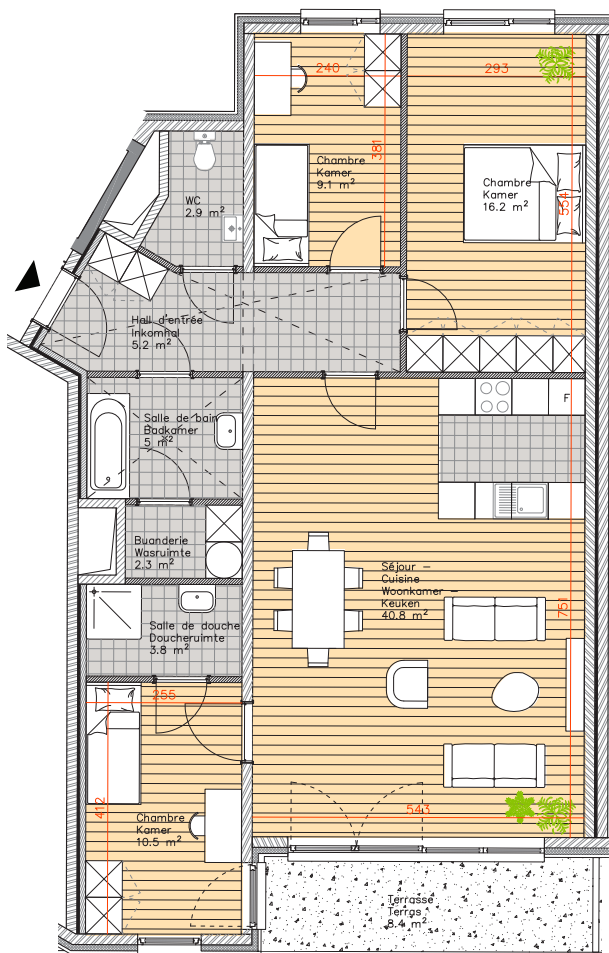 240
293
381
Chambre
Kamer
9.1 m²
Chambre
Kamer
16.2 m²
554
WC
2.9 m²
Hall d'entrée
Inkomhal
5.2 m²
F
Salle de bain
Badkamer
5 m²
Buanderie
Wasruimte
2.3 m²
Séjour –
Cuisine
Woonkamer –
Keuken
40.8 m²
751
Salle de douche
Doucheruimte
3.8 m²
255
412
Chambre
Kamer
10.5 m²
543
Terrasse
Terras
8.4 m²